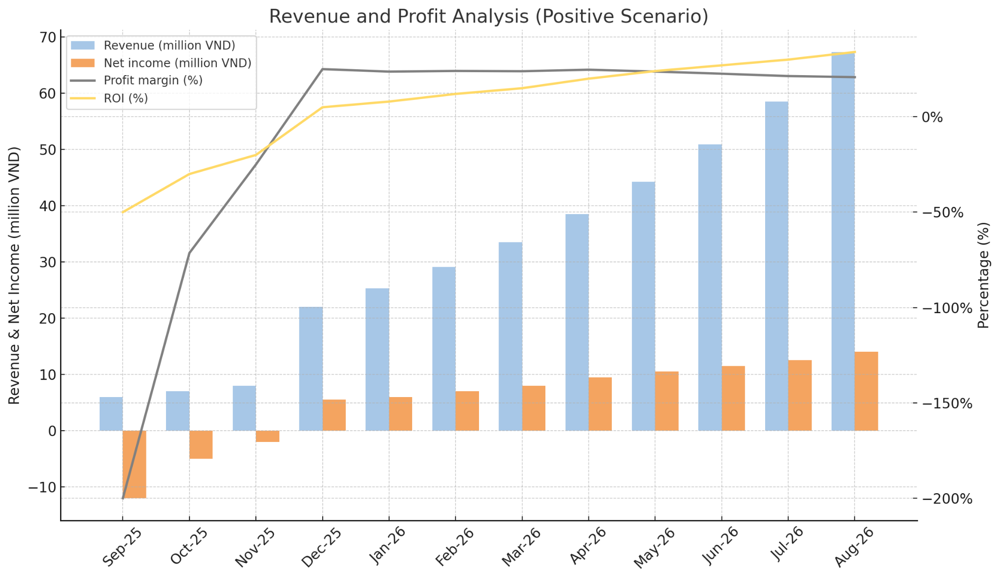 Revenue and Profit Analysis (Positive Scenario)
Revenue (million VND)
Net income (million VND)
Profit margin (%)
ROI (%)
Revenue & Net Income (million VND)
70
60
50
40
30
20
10
0
−10
0%
−50%
−100%
−150%
−200%
Percentage (%)
Sep-25
Oct-25
Nov-25
Dec-25
Jan-26
Feb-26
Mar-26
Apr-26
May-26
Jun-26
Jul-26
Aug-26